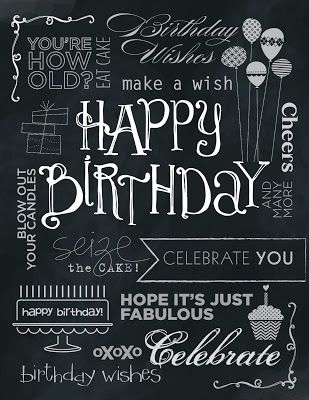 YOU'RE
HOW
OLD?
EAT CAKE
Birthday
Wishes
make a wish
HAPPY
BIRTHDAY
Cheers
AND
MANY
MORE
BLOW OUT
YOUR CANDLES
seize
the CAKE!
CELEBRATE YOU
happy birthday!
HOPE IT'S JUST
FABULOUS
oxoxo
Celebrate
birthday wishes